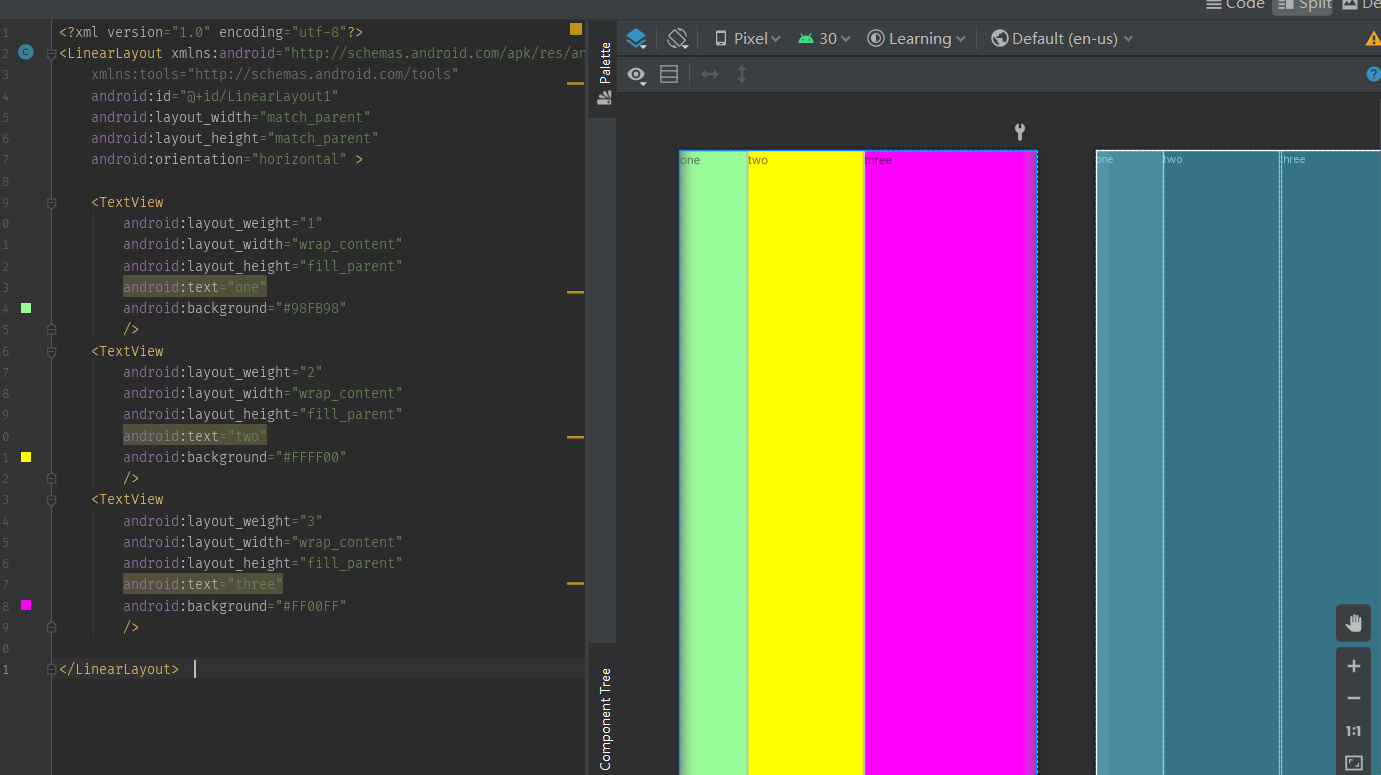 Code
Split
De
1 <?xml version="1.0" encoding="utf-8"?>
2 <LinearLayout xmlns:android="http://schemas.android.com/apk/res/an
3 xmlns:tools="http://schemas.android.com/tools"
4 android:id="@+id/LinearLayout1"
5 android:layout_width="match_parent"
6 android:layout_height="match_parent"
7 android:orientation="horizontal" >
8
9 <TextView
0 android:layout_weight="1"
1 android:layout_width="wrap_content"
2 android:layout_height="fill_parent"
3 android:text="one"
4 android:background="#98FB98"
5 />
6 <TextView
7 android:layout_weight="2"
8 android:layout_width="wrap_content"
9 android:layout_height="fill_parent"
0 android:text="two"
1 android:background="#FFFF00"
2 />
3 <TextView
4 android:layout_weight="3"
5 android:layout_width="wrap_content"
6 android:layout_height="fill_parent"
7 android:text="three"
8 android:background="#FF00FF"
9 />
0
1 </LinearLayout>
Palette
Component Tree
Pixel
30
Learning
Default (en-us)
?
one two three
one two three
1:1